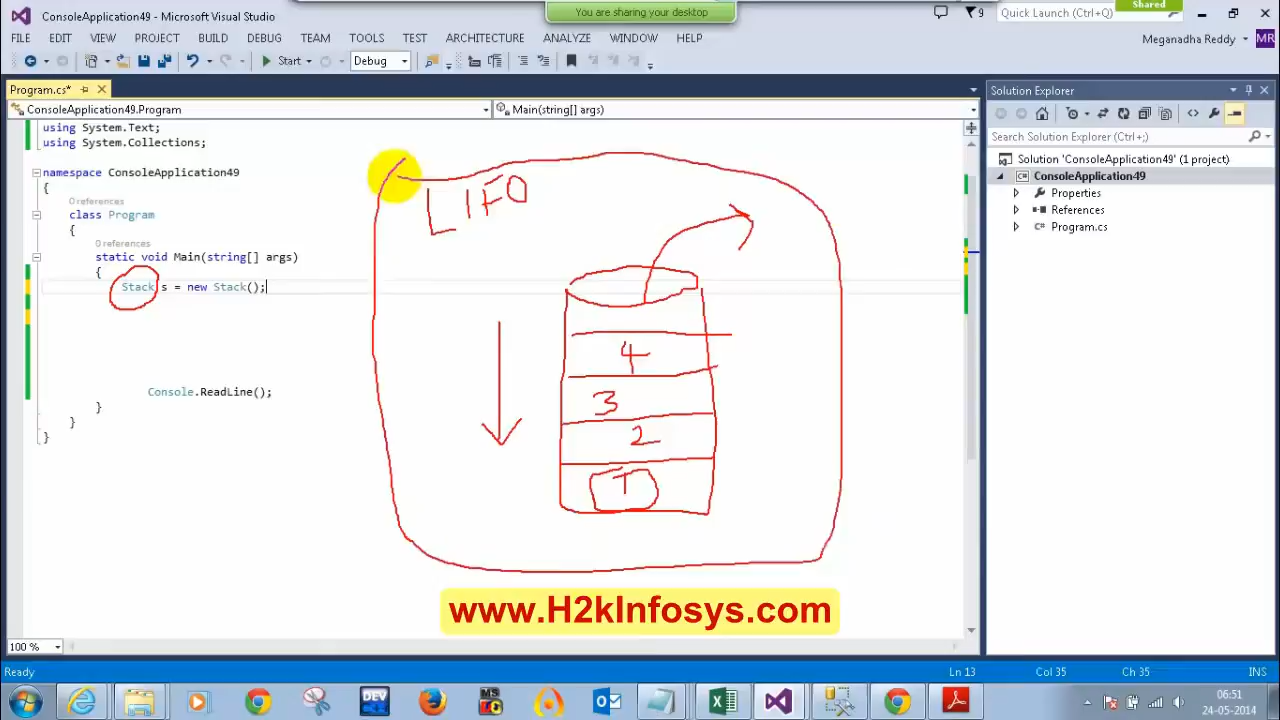 ConsoleApplication49 - Microsoft Visual Studio
You are sharing your desktop
Shared
9
Quick Launch (Ctrl+Q)
FILE EDIT VIEW PROJECT BUILD DEBUG TEAM TOOLS TEST ARCHITECTURE ANALYZE WINDOW HELP
Meganadha Reddy MR
Start Debug
Program.cs*
ConsoleApplication49.Program
Main(string[] args)
using System.Text;
using System.Collections;
namespace ConsoleApplication49
{
0 references
class Program
{
0 references
static void Main(string[] args)
{
Stack s = new Stack();
Console.ReadLine();
}
}
}
LIFO
4
3
2
1
www.H2kInfosys.com
Solution Explorer
Search Solution Explorer (Ctrl+;)
Solution 'ConsoleApplication49' (1 project)
ConsoleApplication49
Properties
References
Program.cs
100 %
Ready
Ln 13 Col 35 Ch 35 INS
DEV
MS
06:51
24-05-2014